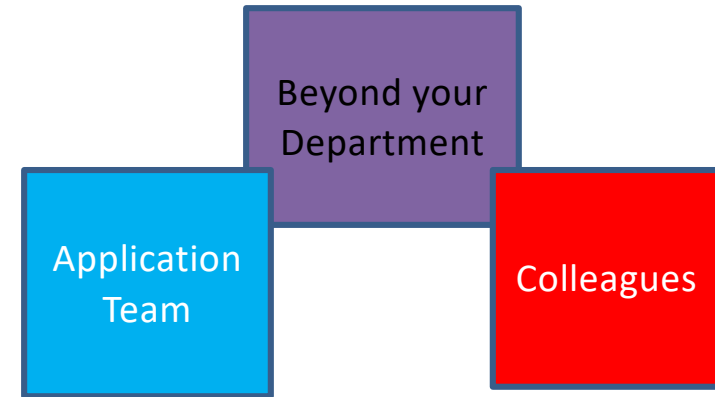 Beyond your
Department
Application
Team
Colleagues